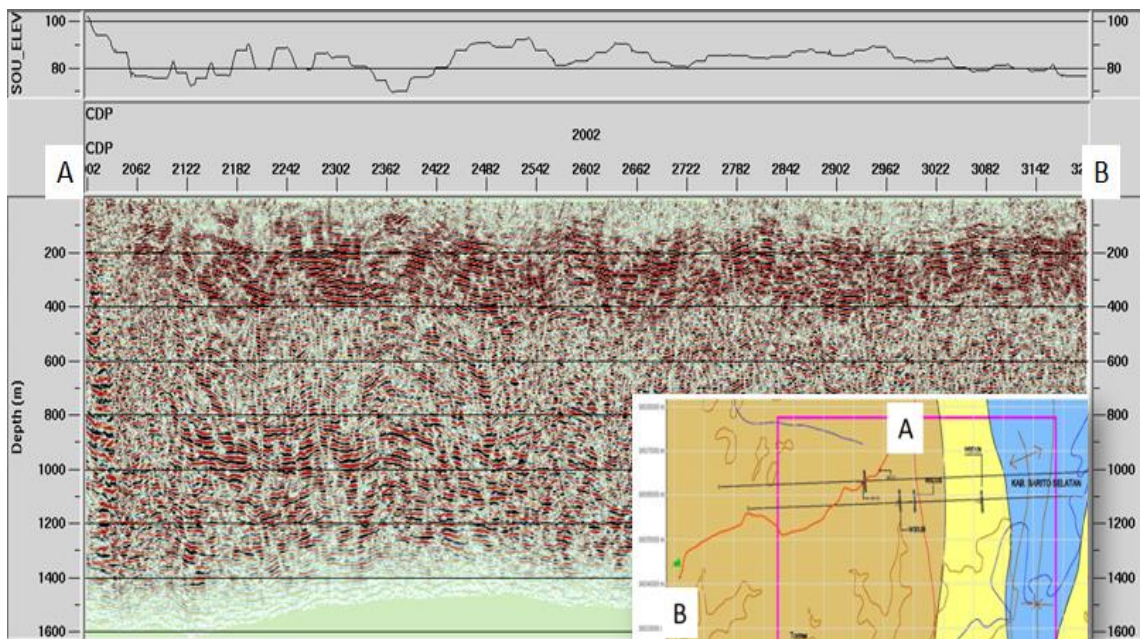 SOU_ELEV
100 100
80 80
CDP
2002
CDP
A 02 2062 2122 2182 2242 2302 2362 2422 2482 2542 2602 2662 2722 2782 2842 2902 2962 3022 3082 3142 32 B
Depth (m)
200 200
400 400
600 600
800 800
1000 1000
1200 1200
1400 1400
1600 1600
A
KAB. BARITO SELATAN
B